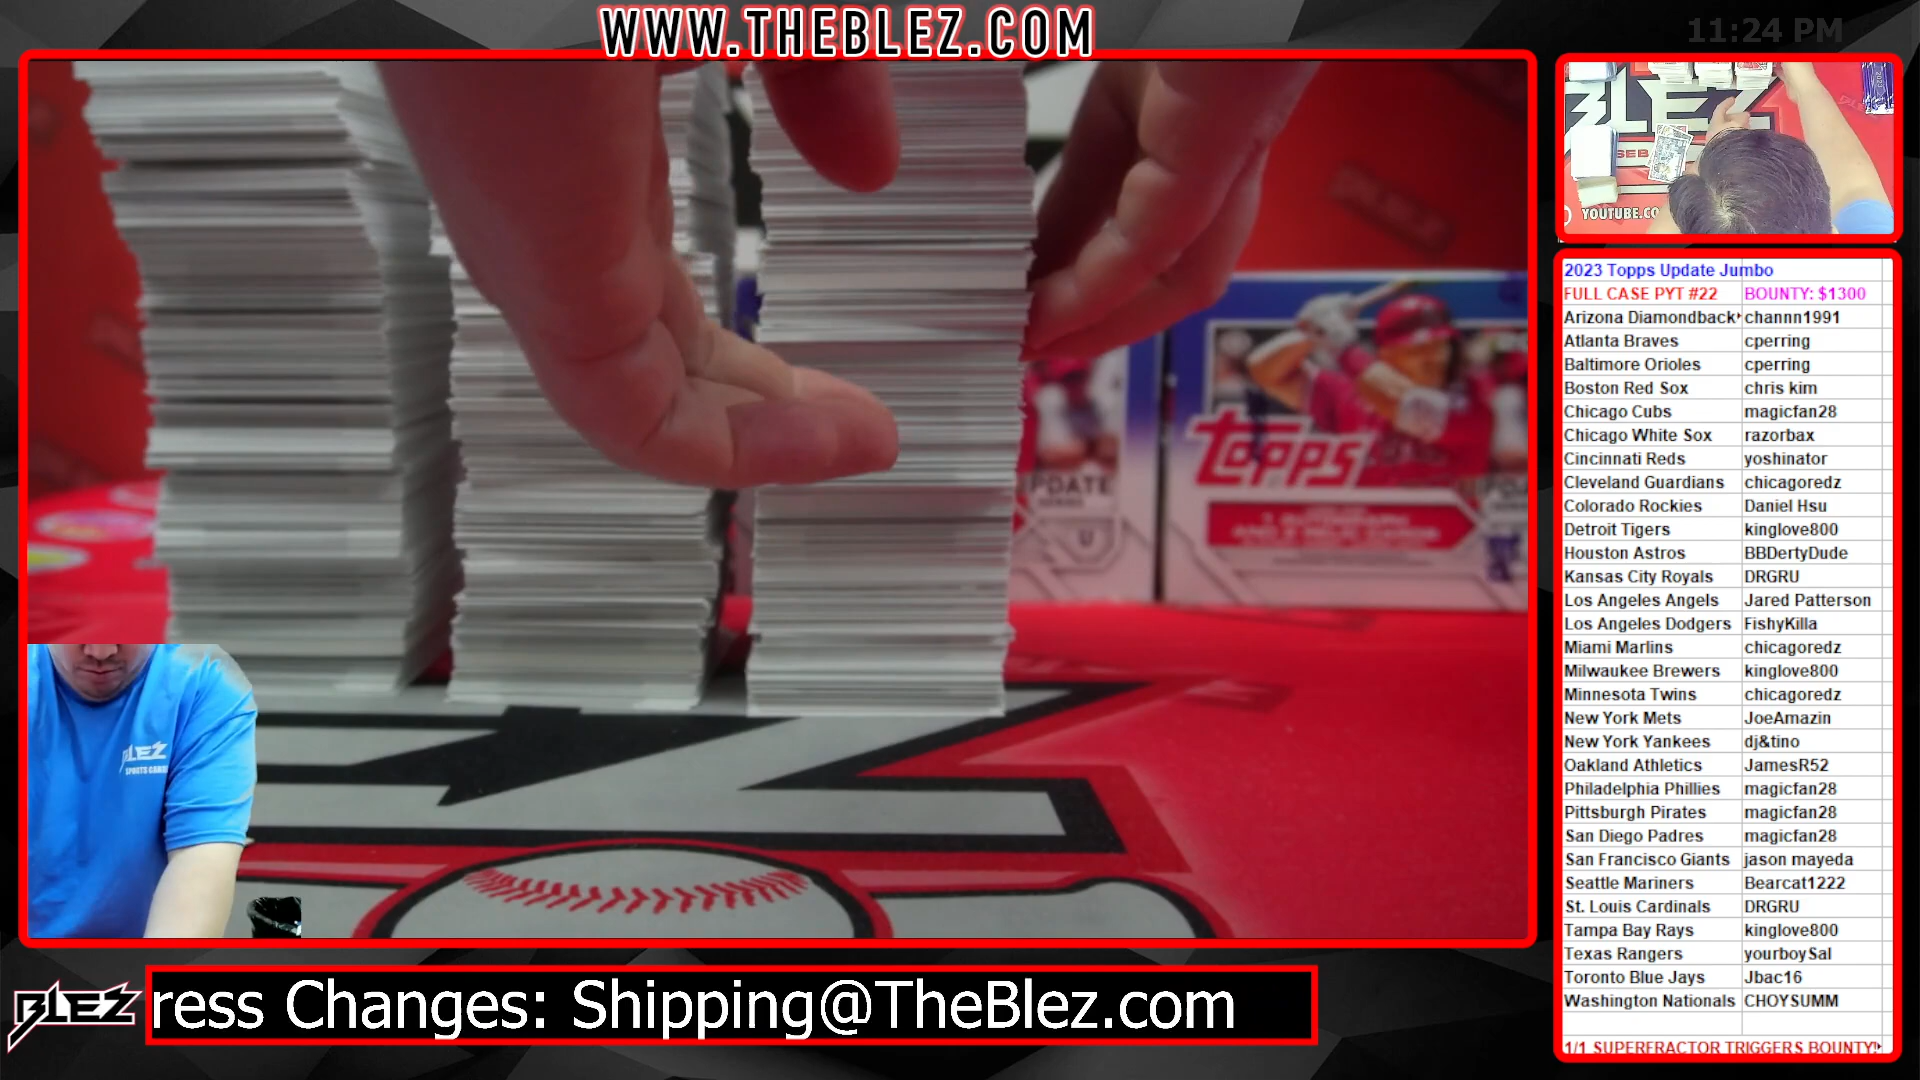 WWW.THEBLEZ.COM
11:24 PM
BLEZ
SEB
YOUTUBE.CO
Topps
PDATE
U
BLEZ
SPORTS CARDS
2023 Topps Update Jumbo
FULL CASE PYT #22 BOUNTY: $1300
Arizona Diamondback channn1991
Atlanta Braves cperring
Baltimore Orioles cperring
Boston Red Sox chris kim
Chicago Cubs magicfan28
Chicago White Sox razorbax
Cincinnati Reds yoshinator
Cleveland Guardians chicagoredz
Colorado Rockies Daniel Hsu
Detroit Tigers kinglove800
Houston Astros BBDertyDude
Kansas City Royals DRGRU
Los Angeles Angels Jared Patterson
Los Angeles Dodgers FishyKilla
Miami Marlins chicagoredz
Milwaukee Brewers kinglove800
Minnesota Twins chicagoredz
New York Mets JoeAmazin
New York Yankees dj&tino
Oakland Athletics JamesR52
Philadelphia Phillies magicfan28
Pittsburgh Pirates magicfan28
San Diego Padres magicfan28
San Francisco Giants jason mayeda
Seattle Mariners Bearcat1222
St. Louis Cardinals DRGRU
Tampa Bay Rays kinglove800
Texas Rangers yourboySal
Toronto Blue Jays Jbac16
Washington Nationals CHOYSUMM
1/1 SUPERFRACTOR TRIGGERS BOUNTY!
BLEZ
ress Changes: Shipping@TheBlez.com